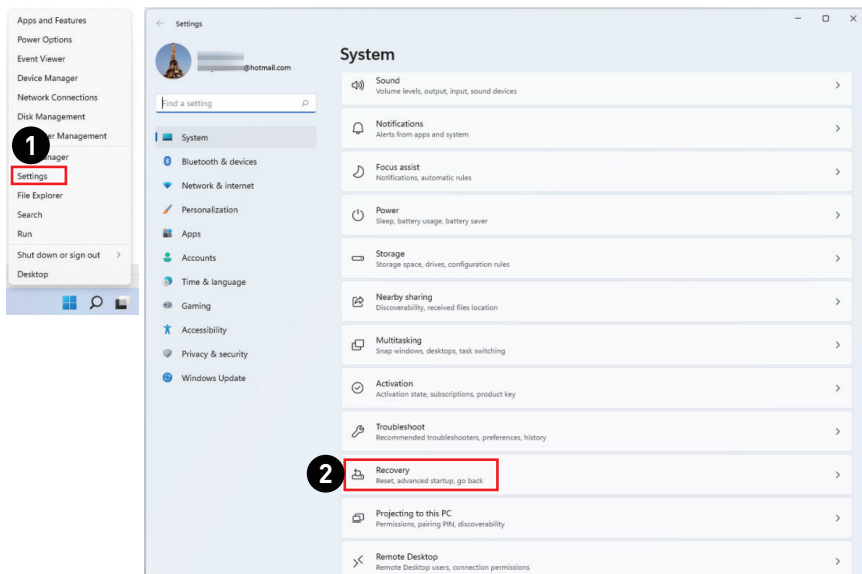 Apps and Features
Power Options
Event Viewer
Device Manager
Network Connections
Disk Management
er Management
1
nager
Settings
File Explorer
Search
Run
Shut down or sign out
Desktop
Settings
@hotmail.com
Find a setting
System
Bluetooth & devices
Network & internet
Personalization
Apps
Accounts
Time & language
Gaming
Accessibility
Privacy & security
Windows Update
System
Sound
Volume levels, output, input, sound devices
Notifications
Alerts from apps and system
Focus assist
Notifications, automatic rules
Power
Sleep, battery usage, battery saver
Storage
Storage space, drives, configuration rules
Nearby sharing
Discoverability, received files location
Multitasking
Snap windows, desktops, task switching
Activation
Activation state, subscriptions, product key
Troubleshoot
Recommended troubleshooters, preferences, history
2
Recovery
Reset, advanced startup, go back
Projecting to this PC
Permissions, pairing PIN, discoverability
Remote Desktop
Remote Desktop users, connection permissions